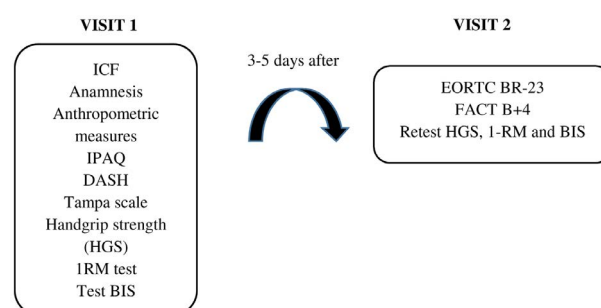 VISIT 1
ICF
Anamnesis
Anthropometric
measures
IPAQ
DASH
Tampa scale
Handgrip strength
(HGS)
1RM test
Test BIS
3-5 days after
VISIT 2
EORTC BR-23
FACT B+4
Retest HGS, 1-RM and BIS